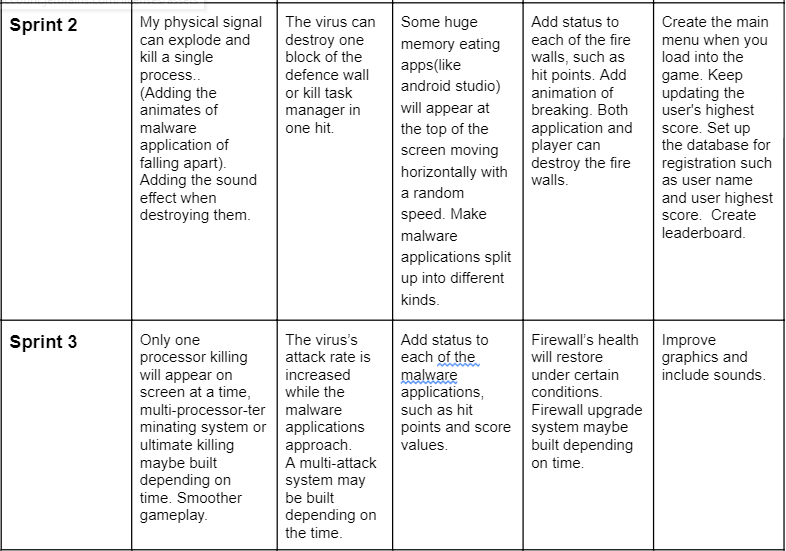 Sprint 2
My physical signal
can explode and
kill a single
process..
(Adding the
animates of
malware
application of
falling apart).
Adding the sound
effect when
destroying them.
The virus can
destroy one
block of the
defence wall
or kill task
manager in
one hit.
Some huge
memory eating
apps(like
android studio)
will appear at
the top of the
screen moving
horizontally with
a random
speed. Make
malware
applications split
up into different
kinds.
Add status to
each of the fire
walls, such as
hit points. Add
animation of
breaking. Both
application and
player can
destroy the fire
walls.
Create the main
menu when you
load into the
game. Keep
updating the
user's highest
score. Set up
the database for
registration such
as user name
and user highest
score. Create
leaderboard.
Sprint 3
Only one
processor killing
will appear on
screen at a time,
multi-processor-ter
minating system or
ultimate killing
maybe built
depending on
time. Smoother
gameplay.
The virus's
attack rate is
increased
while the
malware
applications
approach.
A multi-attack
system may
be built
depending on
the time.
Add status to
each of the
malware
applications,
such as hit
points and score
values.
Firewall's health
will restore
under certain
conditions.
Firewall upgrade
system maybe
built depending
on time.
Improve
graphics and
include sounds.